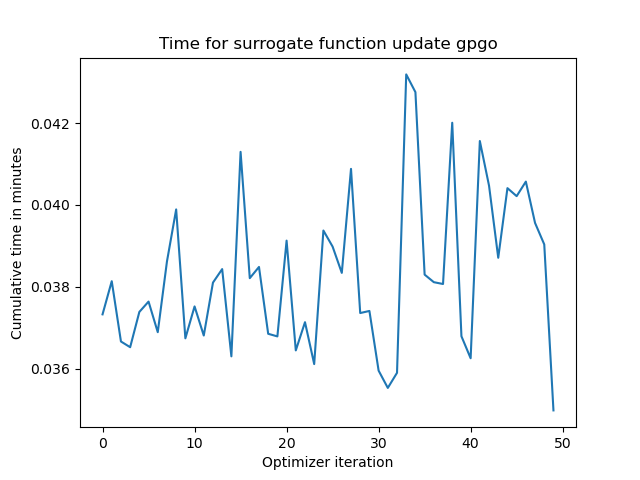 Time for surrogate function update gpgo
0.042
0.040
0.038
0.036
Cumulative time in minutes
0 10 20 30 40 50
Optimizer iteration